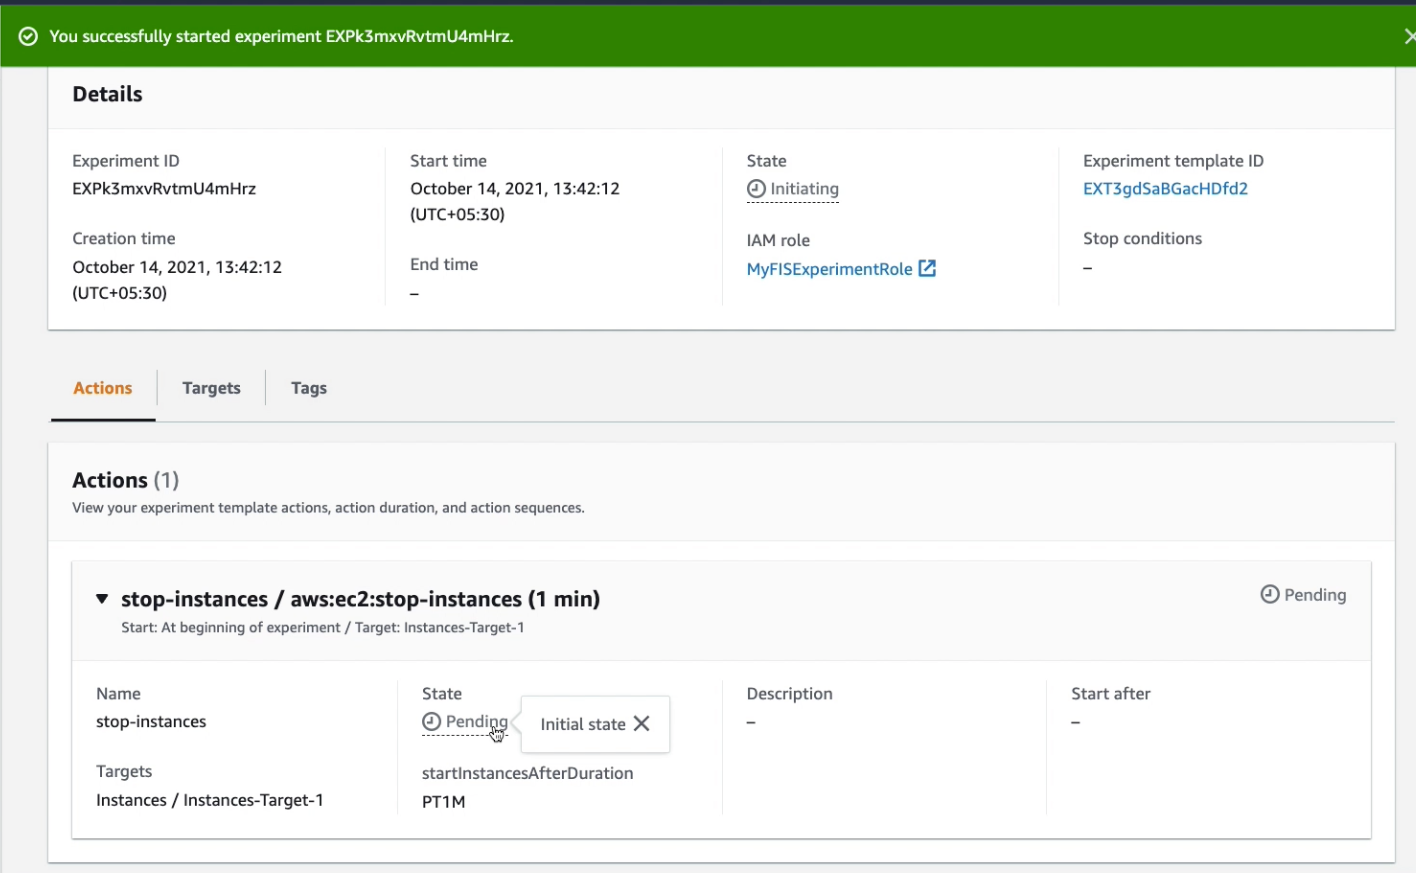 You successfully started experiment EXPk3mxvRvtmU4mHrz.
Details
Experiment ID
EXPk3mxvRvtmU4mHrz
Creation time
October 14, 2021, 13:42:12
(UTC+05:30)
Start time
October 14, 2021, 13:42:12
(UTC+05:30)
End time
–
State
Initiating
IAM role
MyFISExperimentRole
Experiment template ID
EXT3gdSaBGacHDfd2
Stop conditions
–
Actions
Targets
Tags
Actions (1)
View your experiment template actions, action duration, and action sequences.
stop-instances / aws:ec2:stop-instances (1 min)
Pending
Start: At beginning of experiment / Target: Instances-Target-1
Name
stop-instances
Targets
Instances / Instances-Target-1
State
Pending
Initial state
startInstancesAfterDuration
PT1M
Description
–
Start after
–